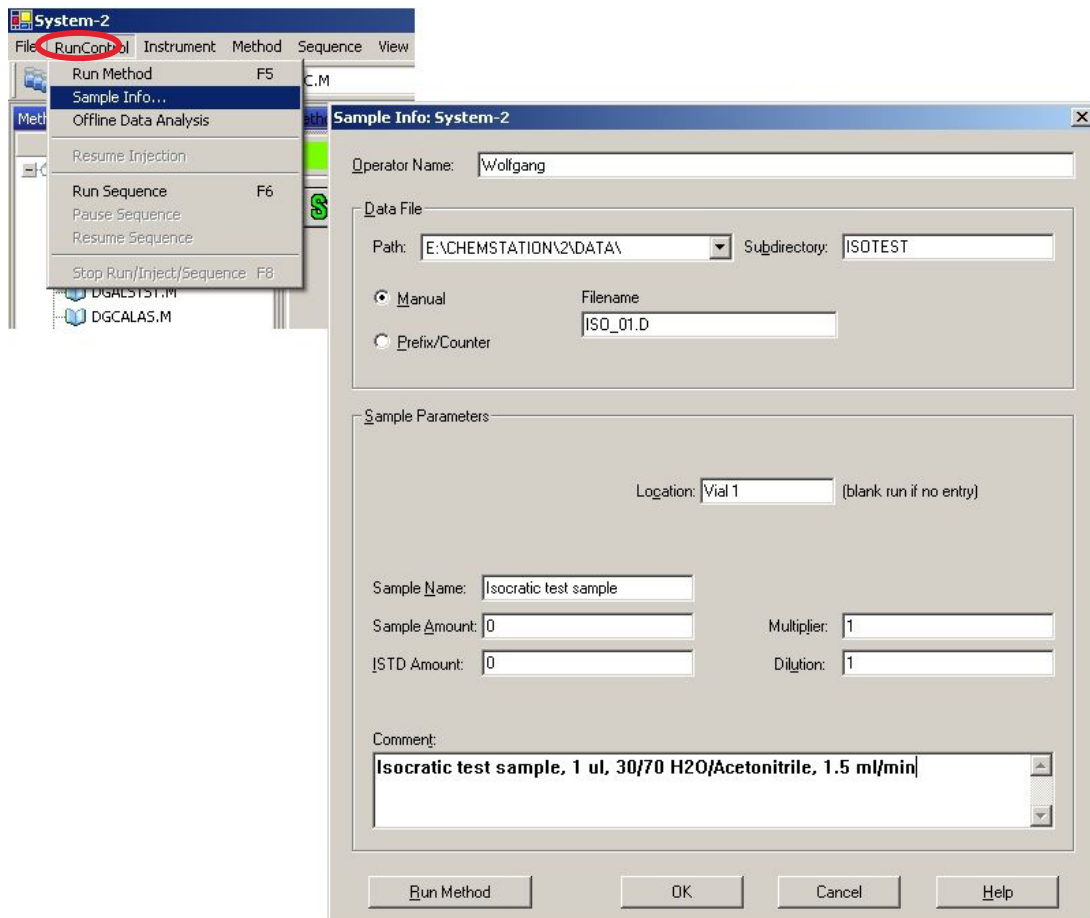 System-2
File RunControl Instrument Method Sequence View
Run Method F5
Sample Info...
Offline Data Analysis
Resume Injection
Run Sequence F6
Pause Sequence
Resume Sequence
Stop Run/Inject/Sequence F8
C.M
Meth
DGALSTST.M
DGCALAS.M
Sample Info: System-2
Operator Name: Wolfgang
Data File
Path: E:\CHEMSTATION\2\DATA\ Subdirectory: ISOTEST
Manual Filename
ISO_01.D
Prefix/Counter
Sample Parameters
Location: Vial 1 (blank run if no entry)
Sample Name: Isocratic test sample
Sample Amount: 0 Multiplier: 1
ISTD Amount: 0 Dilution: 1
Comment:
Isocratic test sample, 1 ul, 30/70 H2O/Acetonitrile, 1.5 ml/min
Run Method OK Cancel Help